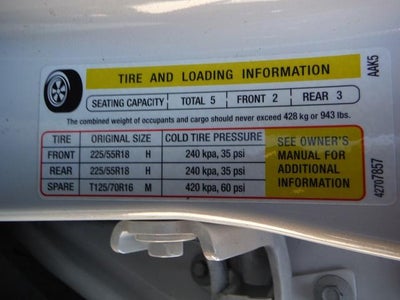 TIRE AND LOADING INFORMATION
SEATING CAPACITY TOTAL 5 FRONT 2 REAR 3
The combined weight of occupants and cargo should never exceed 428 kg or 943 lbs.
TIRE ORIGINAL SIZE COLD TIRE PRESSURE
FRONT 225/55R18 H 240 kpa, 35 psi
REAR 225/55R18 H 240 kpa, 35 psi
SPARE T125/70R16 M 420 kpa, 60 psi
SEE OWNER'S
MANUAL FOR
ADDITIONAL
INFORMATION
AAK5
42707857